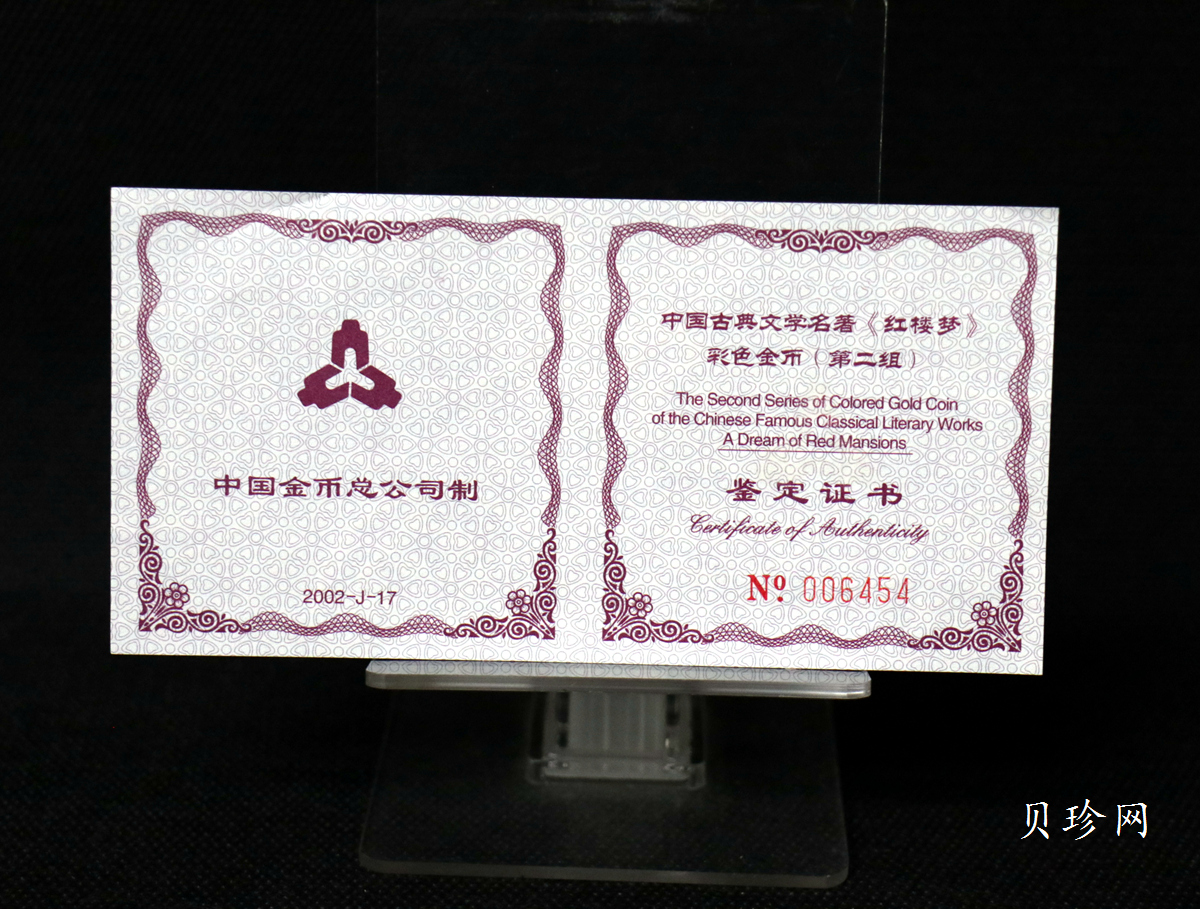 中国金币总公司制
2002-J-17
中国古典文学名著《红楼梦》
彩色金币（第二组）
The Second Series of Colored Gold Coin
of the Chinese Famous Classical Literary Works
A Dream of Red Mansions
鉴定证书
Certificate of Authenticity
Nº 006454
贝珍网